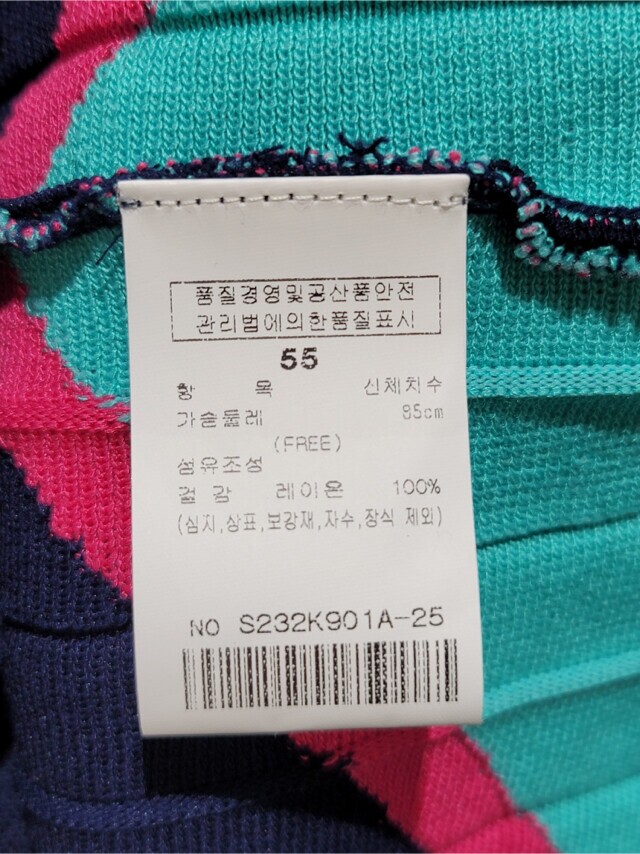 품질경영및공산품안전
관리법에의한품질표시
55
항 목 신체치수
가슴둘레 85cm
(FREE)
섬유조성
겉 감 레이온 100%
(심지,상표,보강재,자수,장식 제외)
NO S232K901A-25